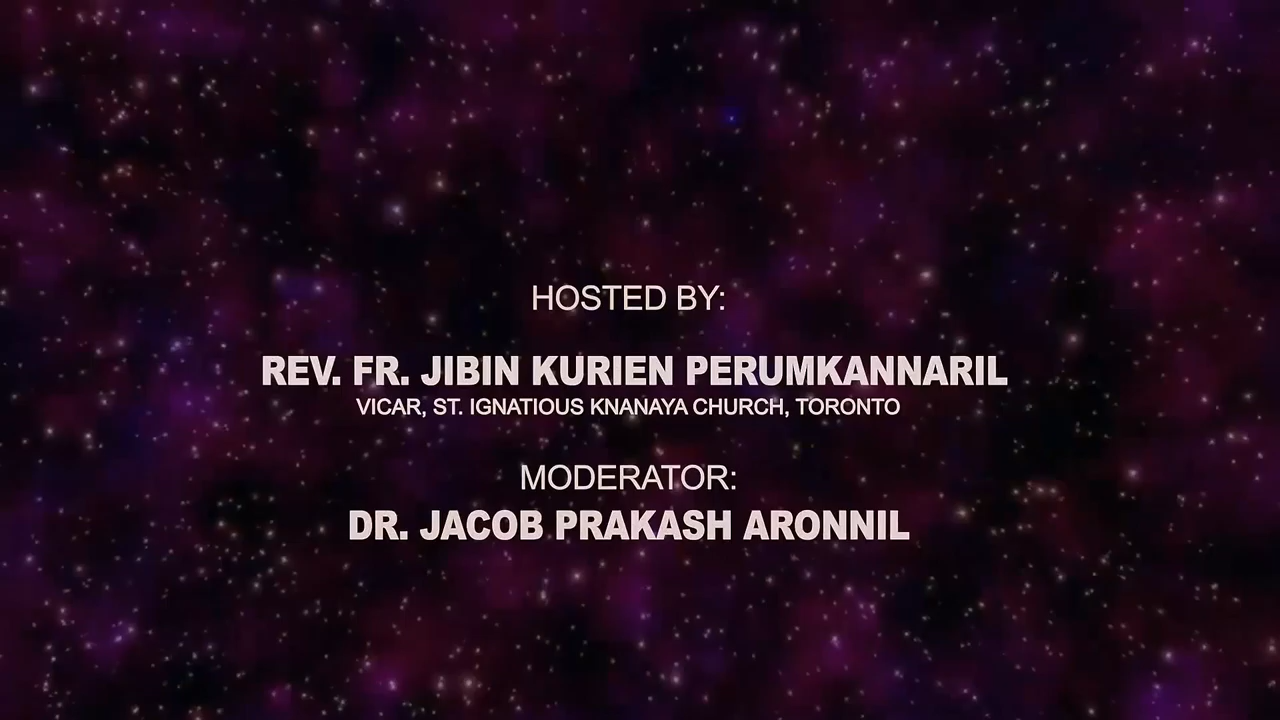 HOSTED BY:
REV. FR. JIBIN KURIEN PERUMKANNARIL
VICAR, ST. IGNATIOUS KNANAYA CHURCH, TORONTO
MODERATOR:
DR. JACOB PRAKASH ARONNIL